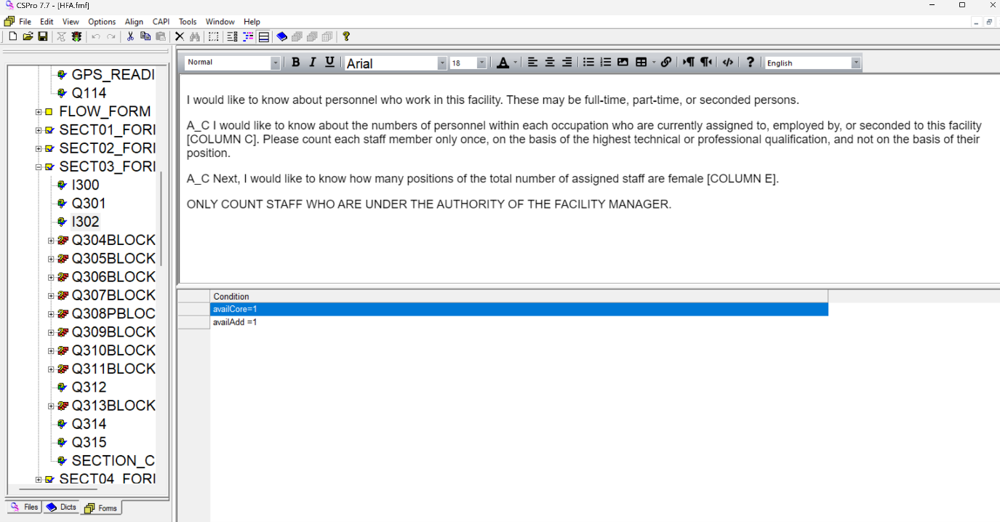 CSPro 7.7 - [HFA.fmf]
File Edit View Options Align CAPI Tools Window Help
Normal B I U Arial 18 A English
GPS_READI
Q114
FLOW_FORM
SECT01_FORI
SECT02_FORI
SECT03_FORI
I300
Q301
I302
Q304BLOCK
Q305BLOCK
Q306BLOCK
Q307BLOCK
Q308PBLOC
Q309BLOCK
Q310BLOCK
Q311BLOCK
Q312
Q313BLOCK
Q314
Q315
SECTION_C
SECT04_FORI
Files Dicts Forms
I would like to know about personnel who work in this facility. These may be full-time, part-time, or seconded persons.
A_C I would like to know about the numbers of personnel within each occupation who are currently assigned to, employed by, or seconded to this facility
[COLUMN C]. Please count each staff member only once, on the basis of the highest technical or professional qualification, and not on the basis of their
position.
A_C Next, I would like to know how many positions of the total number of assigned staff are female [COLUMN E].
ONLY COUNT STAFF WHO ARE UNDER THE AUTHORITY OF THE FACILITY MANAGER.
Condition
availCore=1
availAdd =1